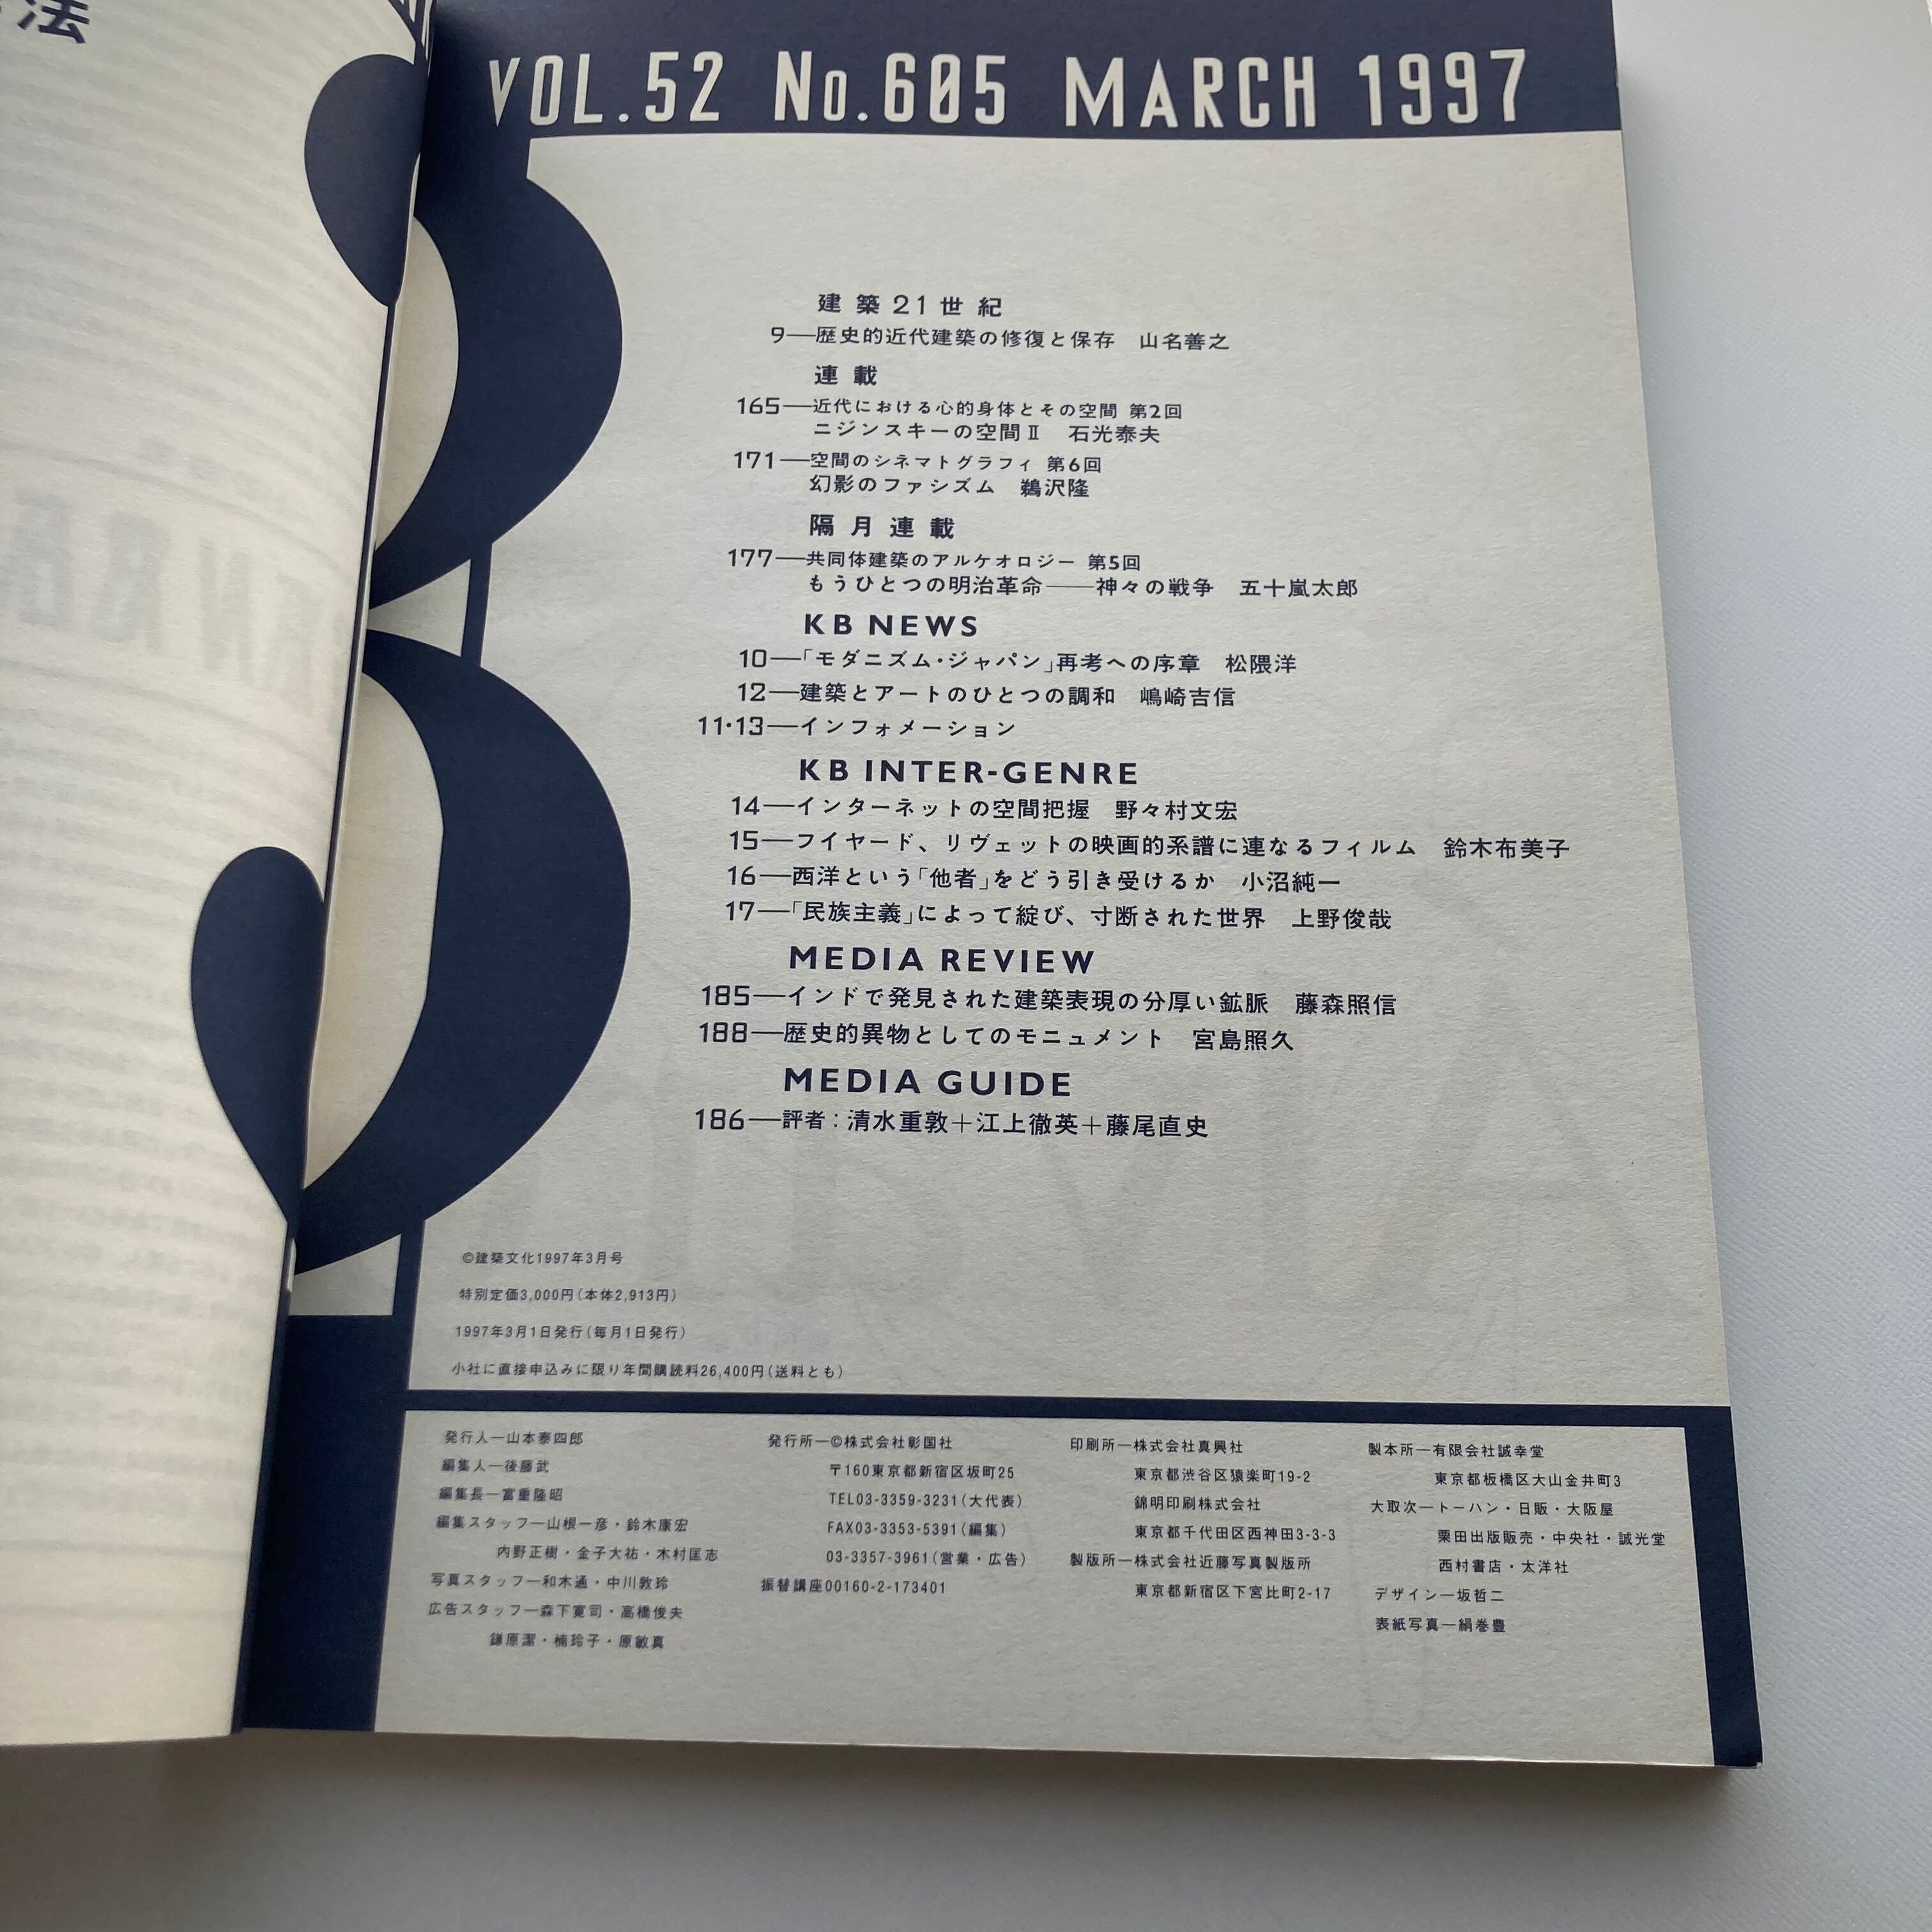 法
VOL.52 No.605 MARCH 1997
建築21世紀
9—歴史的近代建築の修復と保存　山名善之
連載
165—近代における心的身体とその空間 第2回
ニジンスキーの空間Ⅱ　石光泰夫
171—空間のシネマトグラフィ 第6回
幻影のファシズム　鵜沢隆
隔月連載
177—共同体建築のアルケオロジー 第5回
もうひとつの明治革命——神々の戦争　五十嵐太郎
KB NEWS
10—「モダニズム・ジャパン」再考への序章　松隈洋
12—建築とアートのひとつの調和　嶋崎吉信
11・13—インフォメーション
KB INTER-GENRE
14—インターネットの空間把握　野々村文宏
15—フイヤード、リヴェットの映画的系譜に連なるフィルム　鈴木布美子
16—西洋という「他者」をどう引き受けるか　小沼純一
17—「民族主義」によって綻び、寸断された世界　上野俊哉
MEDIA REVIEW
185—インドで発見された建築表現の分厚い鉱脈　藤森照信
188—歴史的異物としてのモニュメント　宮島照久
MEDIA GUIDE
186—評者：清水重敦＋江上徹英＋藤尾直史
©建築文化1997年3月号
特別定価3,000円（本体2,913円）
1997年3月1日発行（毎月1日発行）
小社に直接申込みに限り年間購読料26,400円（送料とも）
発行人—山本泰四郎
編集人—後藤武
編集長—富重隆昭
編集スタッフ—山根一彦・鈴木康宏
内野正樹・金子大祐・木村匡志
写真スタッフ—和木通・中川敦玲
広告スタッフ—森下寛司・高橋俊夫
鎌原潔・楠玲子・原敏真
発行所—©株式会社彰国社
〒160東京都新宿区坂町25
TEL03-3359-3231（大代表）
FAX03-3353-5391（編集）
03-3357-3961（営業・広告）
振替講座00160-2-173401
印刷所—株式会社真興社
東京都渋谷区猿楽町19-2
錦明印刷株式会社
東京都千代田区西神田3-3-3
製版所—株式会社近藤写真製版所
東京都新宿区下宮比町2-17
製本所—有限会社誠幸堂
東京都板橋区大山金井町3
大取次—トーハン・日販・大阪屋
栗田出版販売・中央社・誠光堂
西村書店・太洋社
デザイン—坂哲二
表紙写真—絹巻豊